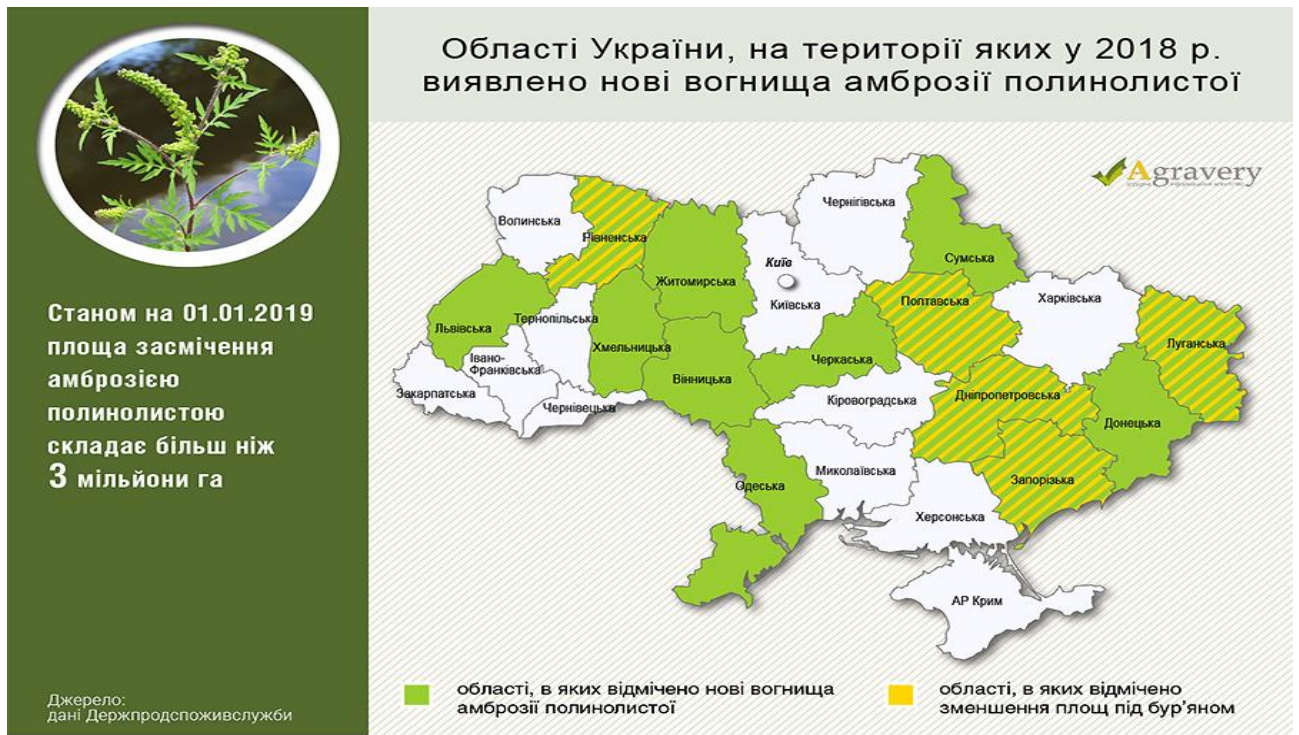 Області України, на території яких у 2018 р.
виявлено нові вогнища амброзії полинолистої
Agravery
Станом на 01.01.2019
площа засмічення
амброзією
полинолистою
складає більш ніж
3 мільйони га
Джерело:
дані Держпродспоживслужби
Волинська
Рівненська
Житомирська
Київ
Київська
Чернігівська
Сумська
Львівська
Тернопільська
Хмельницька
Івано-
Франківська
Закарпатська
Чернівецька
Вінницька
Черкаська
Полтавська
Харківська
Луганська
Кіровоградська
Дніпропетровська
Донецька
Одеська
Миколаївська
Запорізька
Херсонська
АР Крим
області, в яких відмічено нові вогнища
амброзії полинолистої
області, в яких відмічено
зменшення площ під бур'яном